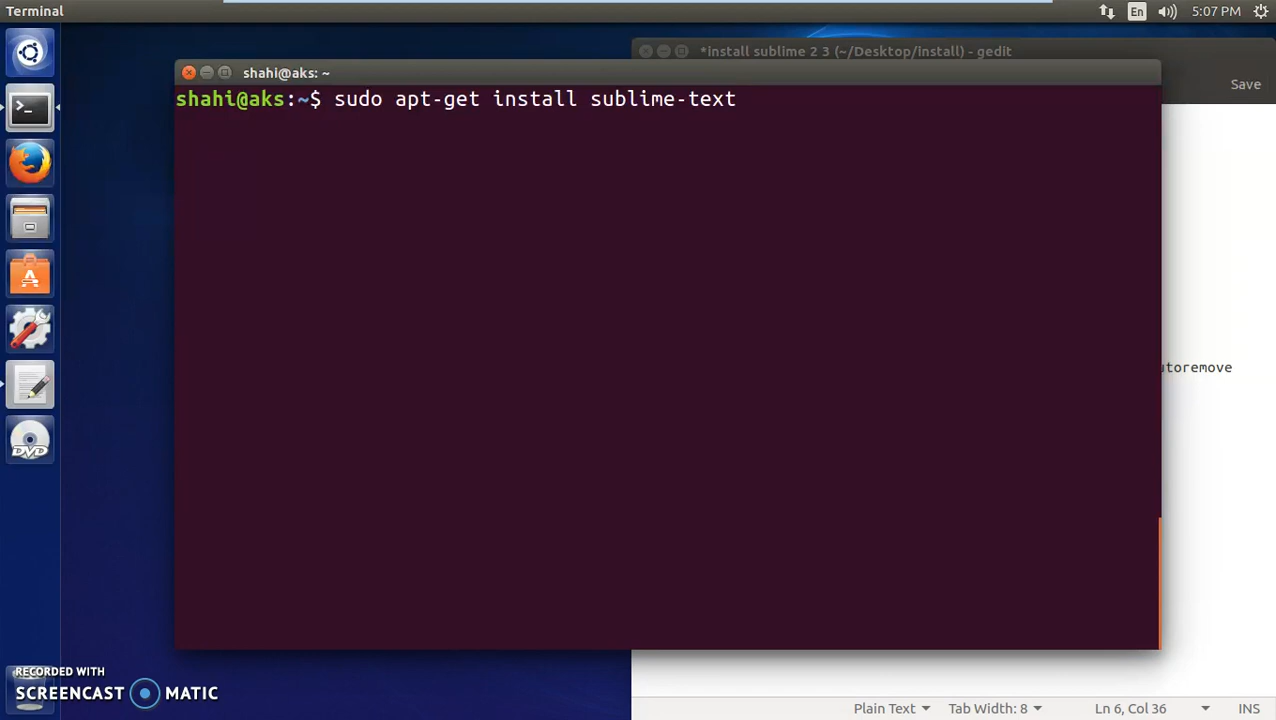 Terminal
En
5:07 PM
*install sublime 2 3 (~/Desktop/install) - gedit
Save
shahi@aks: ~
shahi@aks:~$ sudo apt-get install sublime-text
utoremove
DVD
RECORDED WITH
SCREENCAST MATIC
Plain Text
Tab Width: 8
Ln 6, Col 36
INS